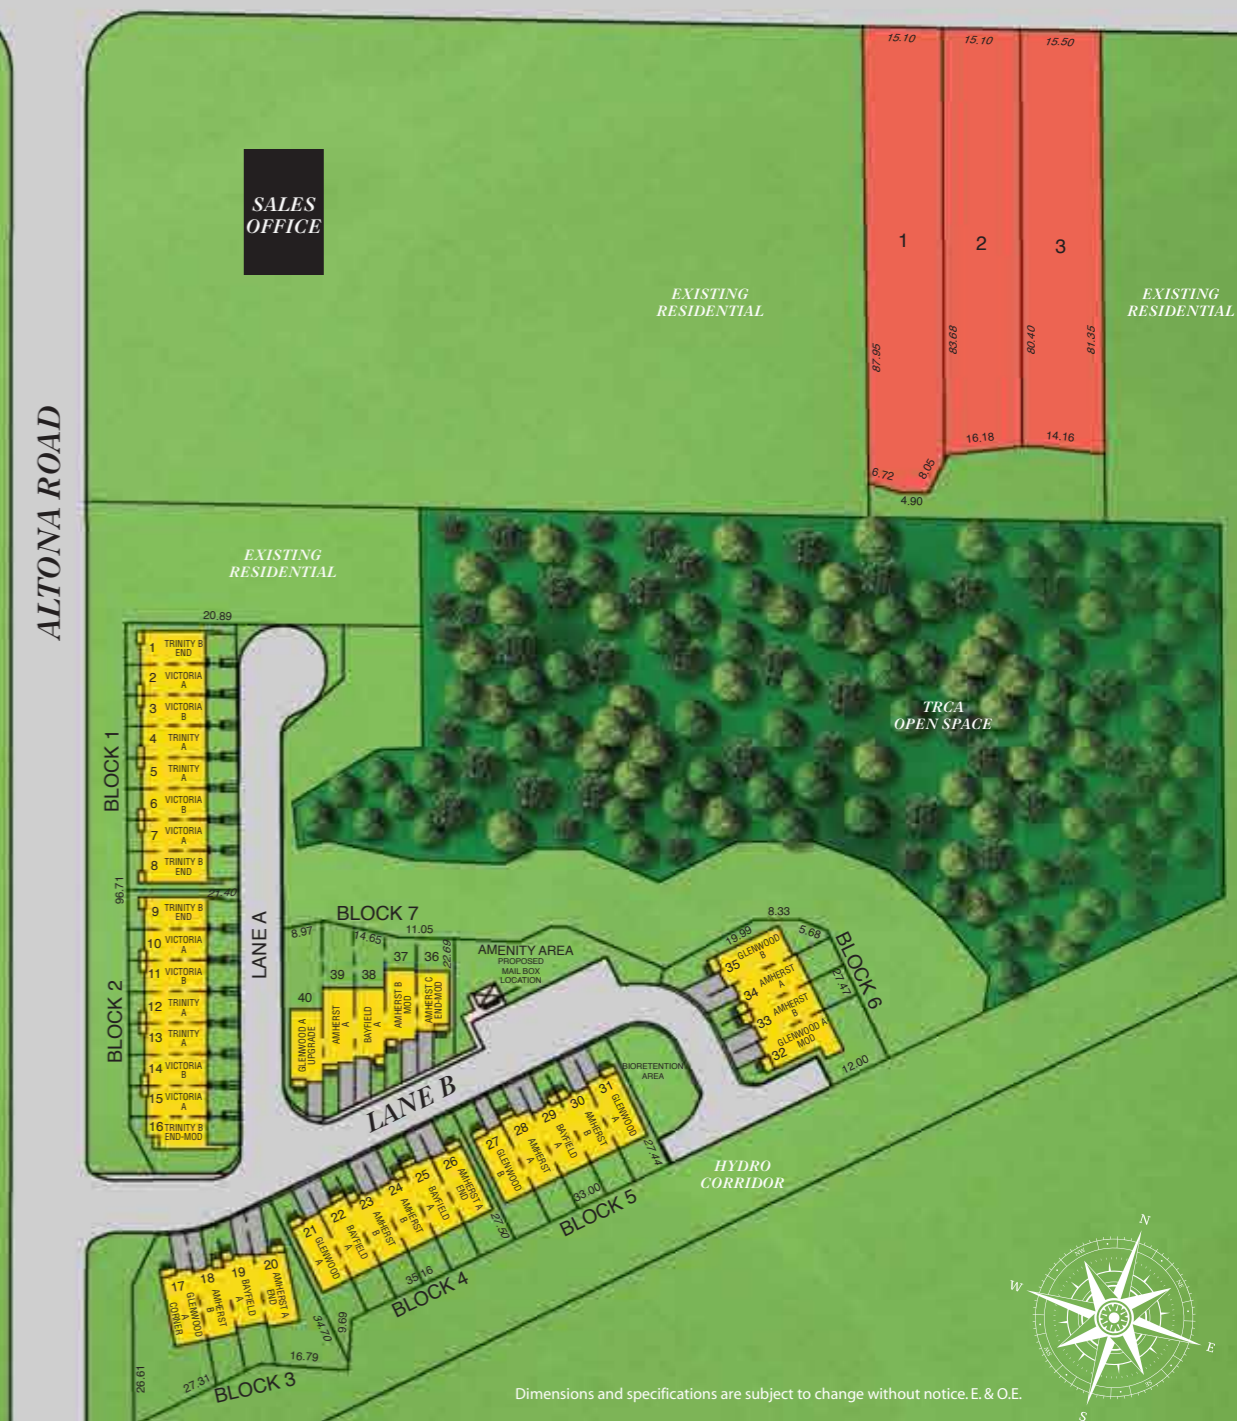 15.10
15.10
15.50
SALES
OFFICE
1
2
3
EXISTING
RESIDENTIAL
EXISTING
RESIDENTIAL
87.95
83.68
80.40
81.35
6.72
4.90
8.05
16.18
14.16
ALTONA ROAD
EXISTING
RESIDENTIAL
TRCA
OPEN SPACE
20.89
BLOCK 1
1 TRINITY B
END
2 VICTORIA
A
3 VICTORIA
B
4 TRINITY
A
5 TRINITY
A
6 VICTORIA
B
7 VICTORIA
A
8 TRINITY B
END
96.71
21.40
BLOCK 2
9 TRINITY B
END
10 VICTORIA
A
11 VICTORIA
B
12 TRINITY
A
13 TRINITY
A
14 VICTORIA
B
15 VICTORIA
A
16 TRINITY B
END-MOD
LANE A
BLOCK 7
8.97
14.65
11.05
22.69
40
GLENWOOD A
UPGRADE
39
AMHERST
A
38
BAYFIELD
A
37
AMHERST B
MOD
36
AMHERST C
END-MOD
AMENITY AREA
PROPOSED
MAIL BOX
LOCATION
LANE B
BLOCK 6
19.99
8.33
5.68
27.47
12.00
35
GLENWOOD
B
34
AMHERST
A
33
AMHERST
B
32
GLENWOOD A
MOD
BIORETENTION
AREA
BLOCK 5
27
GLENWOOD
B
28
AMHERST
A
29
BAYFIELD
A
30
AMHERST
B
31
GLENWOOD
A
27.44
33.00
HYDRO
CORRIDOR
BLOCK 4
21
GLENWOOD
A
22
BAYFIELD
A
23
AMHERST
B
24
AMHERST
B
25
BAYFIELD
A
26
AMHERST A
END
27.50
35.16
9.69
34.70
BLOCK 3
17
GLENWOOD
A
CORNER
18
AMHERST
B
19
BAYFIELD
A
20
AMHERST A
END
26.61
27.31
16.79
N
W
E
S
Dimensions and specifications are subject to change without notice. E. & O.E.